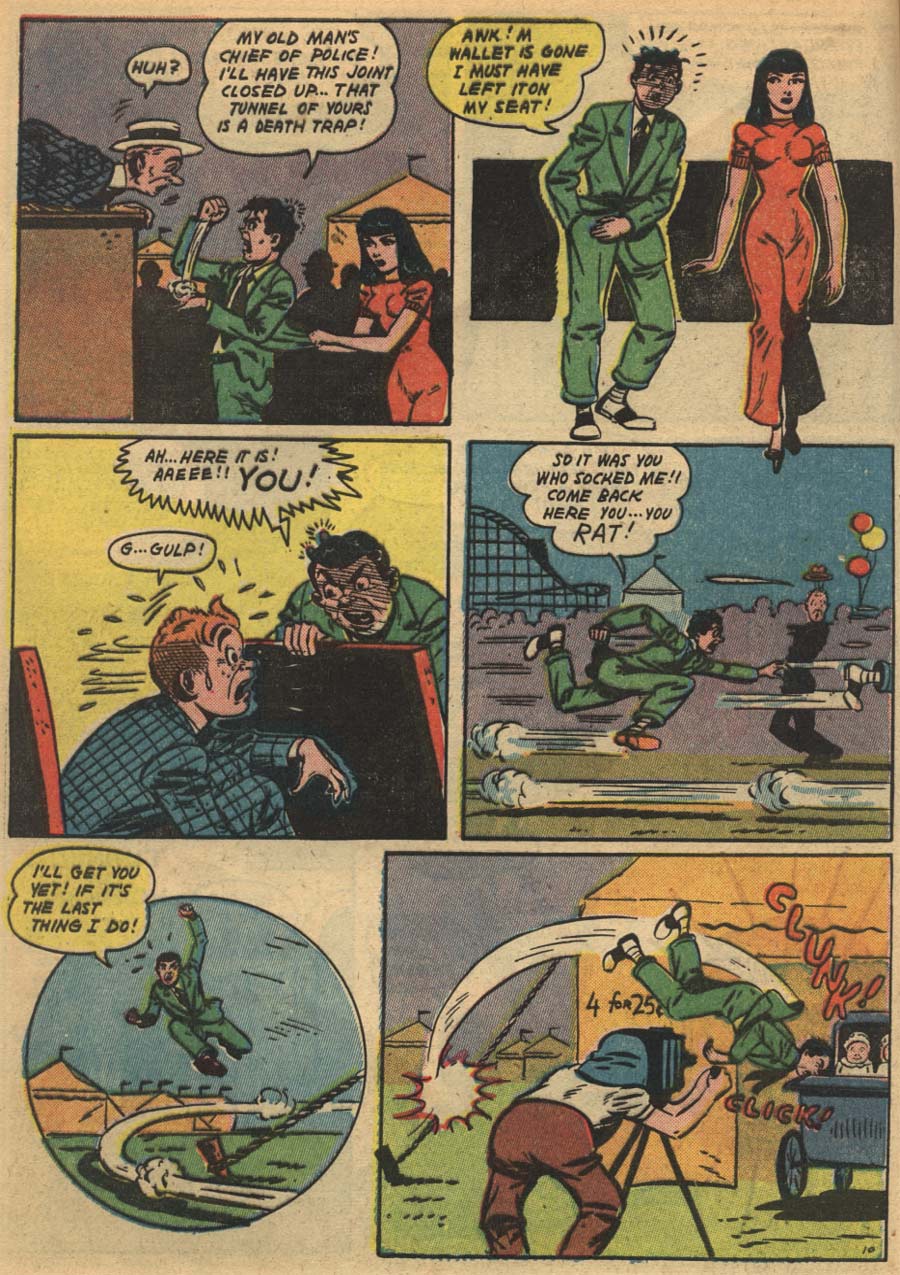 HUH?
MY OLD MAN'S
CHIEF OF POLICE!
I'LL HAVE THIS JOINT
CLOSED UP... THAT
TUNNEL OF YOURS
IS A DEATH TRAP!
AWK! M
WALLET IS GONE
I MUST HAVE
LEFT IT ON
MY SEAT!
AH... HERE IT IS!
AAEEE!! YOU!
G... GULP!
SO IT WAS YOU
WHO SOCKED ME!!
COME BACK
HERE YOU... YOU
RAT!
I'LL GET YOU
YET! IF IT'S
THE LAST
THING I DO!
CLUNK!
4 for 25¢
CLICK!
10